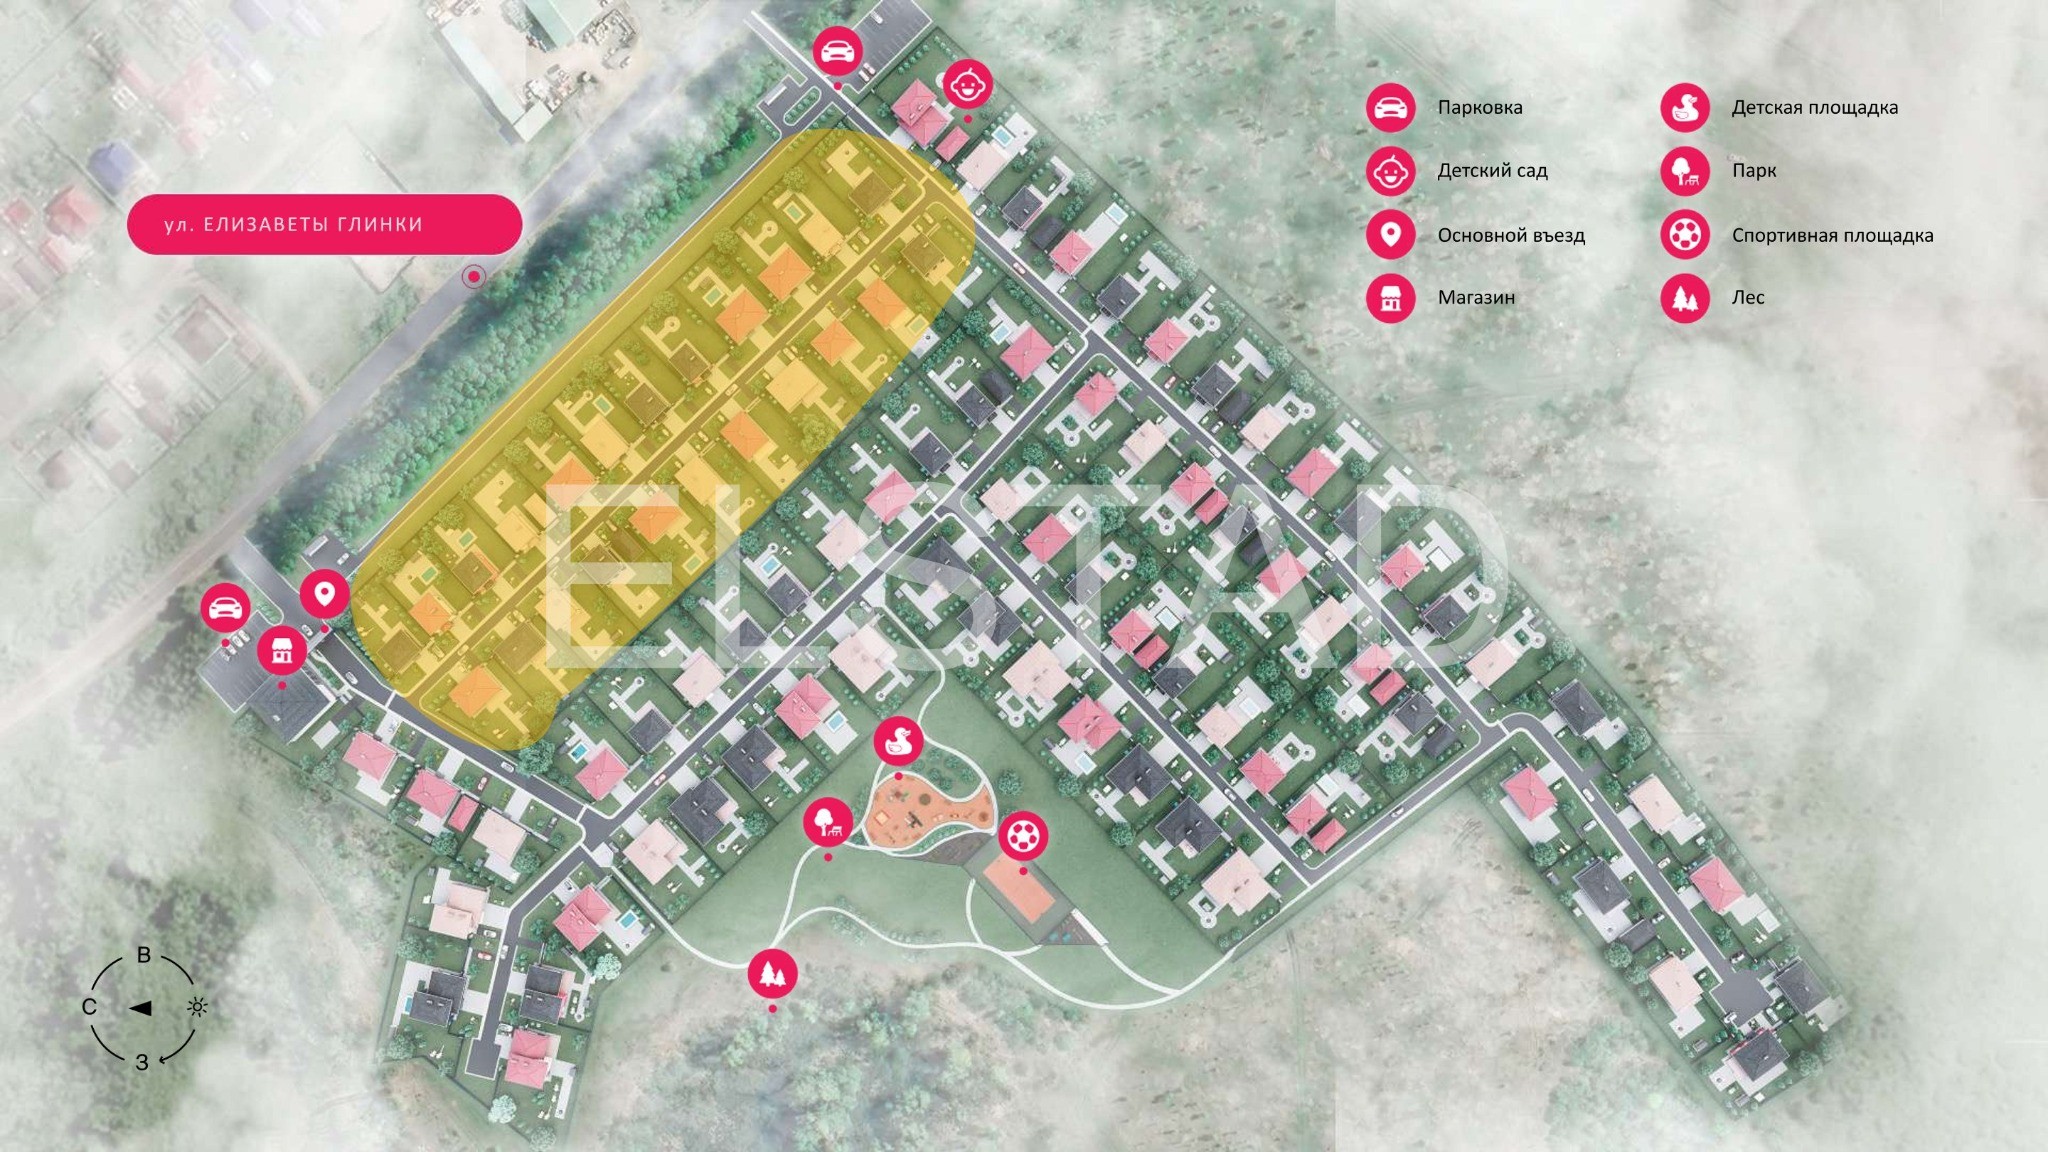 Парковка
Детская площадка
Детский сад
Парк
ул. ЕЛИЗАВЕТЫ ГЛИНКИ
Основной въезд
Спортивная площадка
Магазин
Лес
ELSTAD
В
С
З